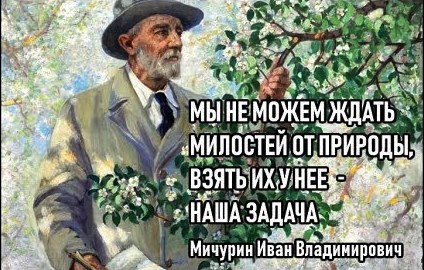 МЫ НЕ МОЖЕМ ЖДАТЬ
МИЛОСТЕЙ ОТ ПРИРОДЫ,
ВЗЯТЬ ИХ У НЕЕ -
НАША ЗАДАЧА
Мичурин Иван Владимирович